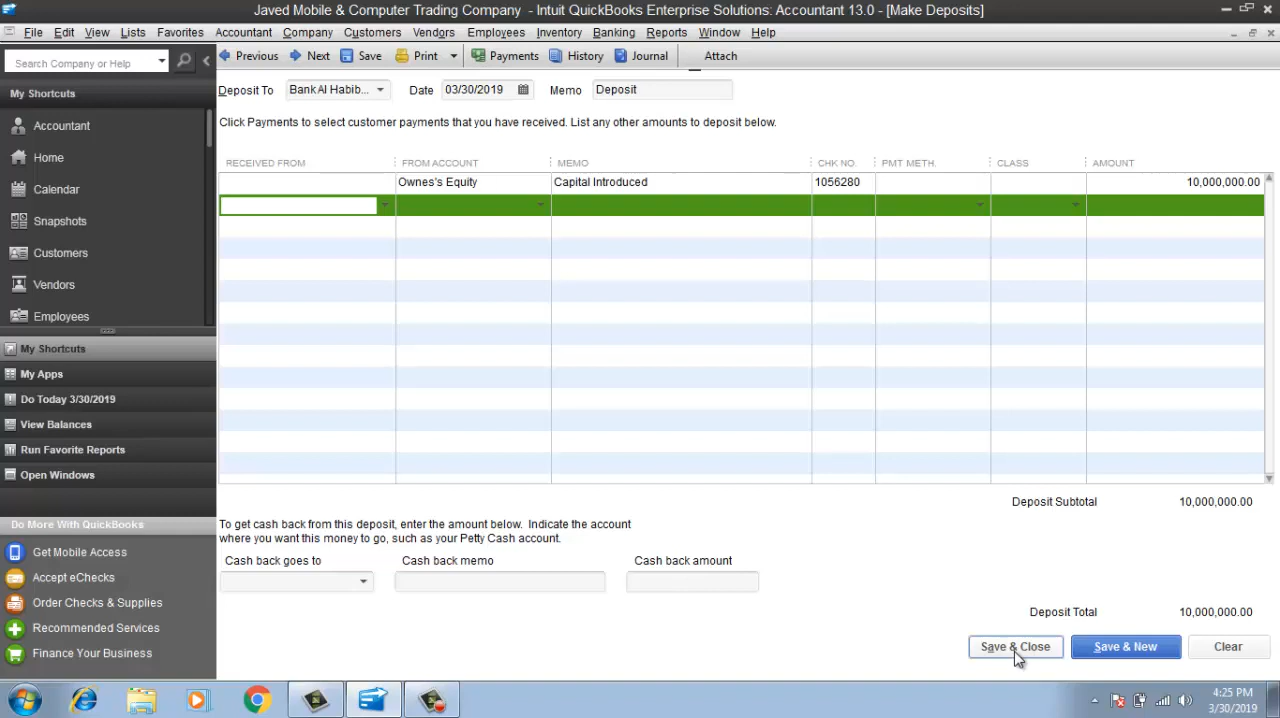 Javed Mobile & Computer Trading Company - Intuit QuickBooks Enterprise Solutions: Accountant 13.0 - [Make Deposits]
File Edit View Lists Favorites Accountant Company Customers Vendors Employees Inventory Banking Reports Window Help
Search Company or Help
Previous Next Save Print Payments History Journal Attach
My Shortcuts
Accountant
Home
Calendar
Snapshots
Customers
Vendors
Employees
My Shortcuts
My Apps
Do Today 3/30/2019
View Balances
Run Favorite Reports
Open Windows
Do More With QuickBooks
Get Mobile Access
Accept eChecks
Order Checks & Supplies
Recommended Services
Finance Your Business
Deposit To Bank Al Habib... Date 03/30/2019 Memo Deposit
Click Payments to select customer payments that you have received. List any other amounts to deposit below.
RECEIVED FROM FROM ACCOUNT MEMO CHK NO. PMT METH. CLASS AMOUNT
Ownes's Equity Capital Introduced 1056280 10,000,000.00
Deposit Subtotal 10,000,000.00
To get cash back from this deposit, enter the amount below. Indicate the account
where you want this money to go, such as your Petty Cash account.
Cash back goes to Cash back memo Cash back amount
Deposit Total 10,000,000.00
Save & Close Save & New Clear
4:25 PM
3/30/2019